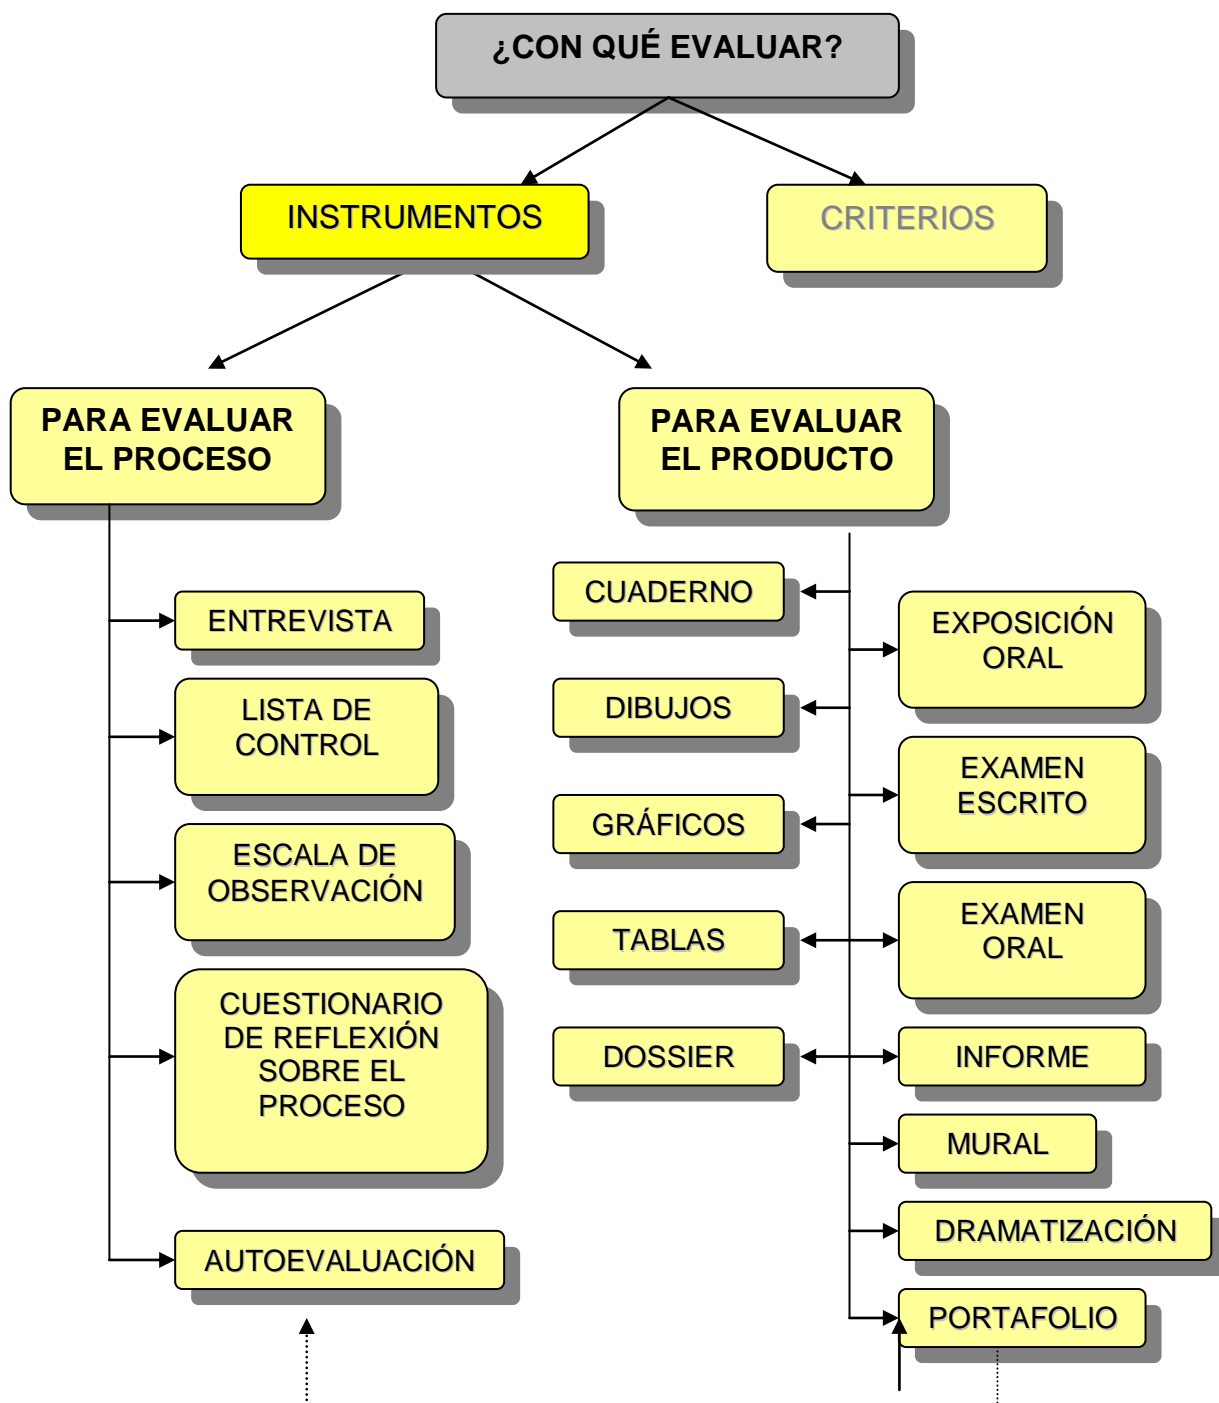 ¿CON QUÉ EVALUAR?
INSTRUMENTOS
CRITERIOS
PARA EVALUAR
EL PROCESO
PARA EVALUAR
EL PRODUCTO
ENTREVISTA
LISTA DE
CONTROL
ESCALA DE
OBSERVACIÓN
CUESTIONARIO
DE REFLEXIÓN
SOBRE EL
PROCESO
AUTOEVALUACIÓN
CUADERNO
DIBUJOS
GRÁFICOS
TABLAS
DOSSIER
EXPOSICIÓN
ORAL
EXAMEN
ESCRITO
EXAMEN
ORAL
INFORME
MURAL
DRAMATIZACIÓN
PORTAFOLIO